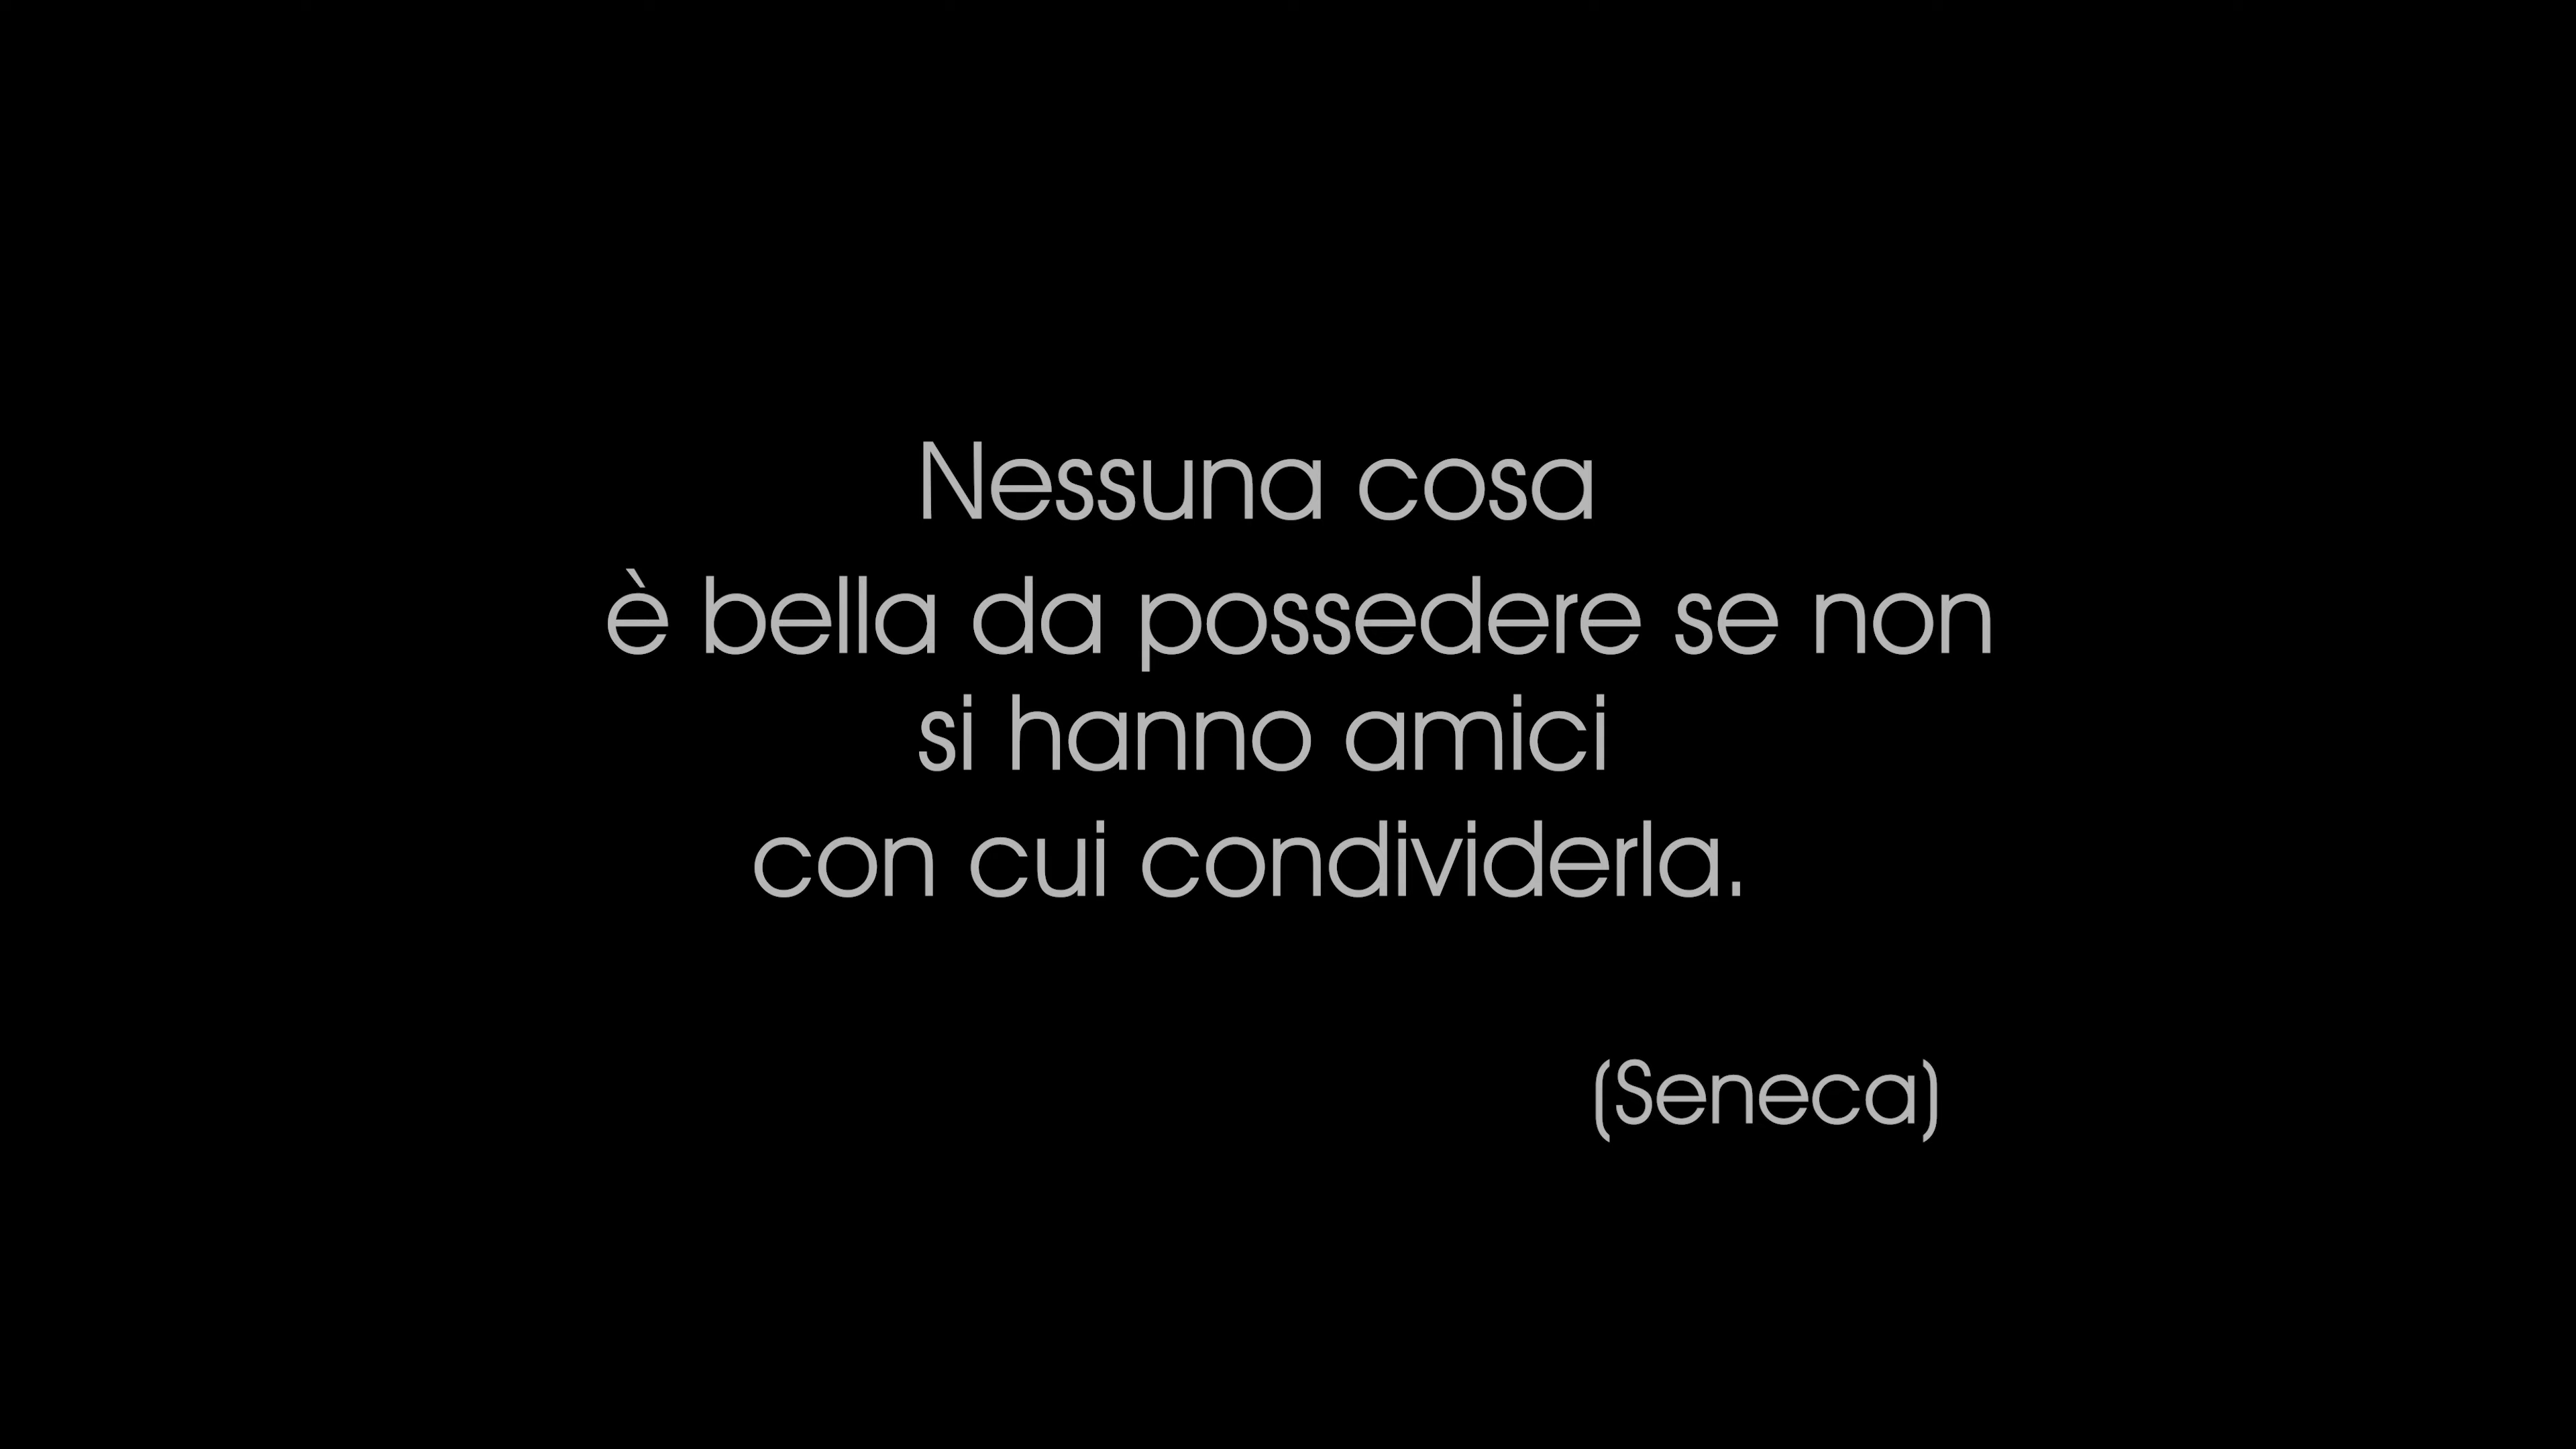 Nessuna cosa
è bella da possedere se non
si hanno amici
con cui condividerla.
(Seneca)